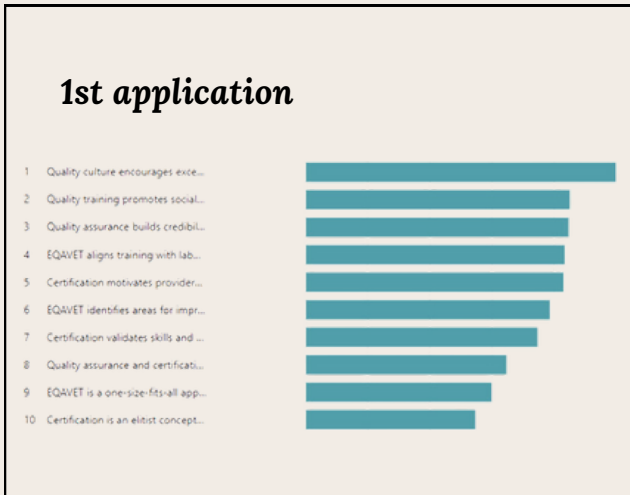 1st application
1 Quality culture encourages exce...
2 Quality training promotes social...
3 Quality assurance builds credibil...
4 EQAVET aligns training with lab...
5 Certification motivates provider...
6 EQAVET identifies areas for impr...
7 Certification validates skills and ...
8 Quality assurance and certificati...
9 EQAVET is a one-size-fits-all app...
10 Certification is an elitist concept...